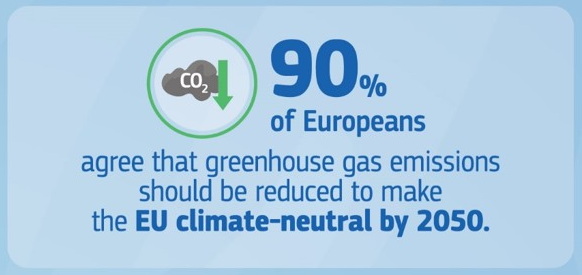 CO₂
90%
of Europeans
agree that greenhouse gas emissions
should be reduced to make
the EU climate-neutral by 2050.